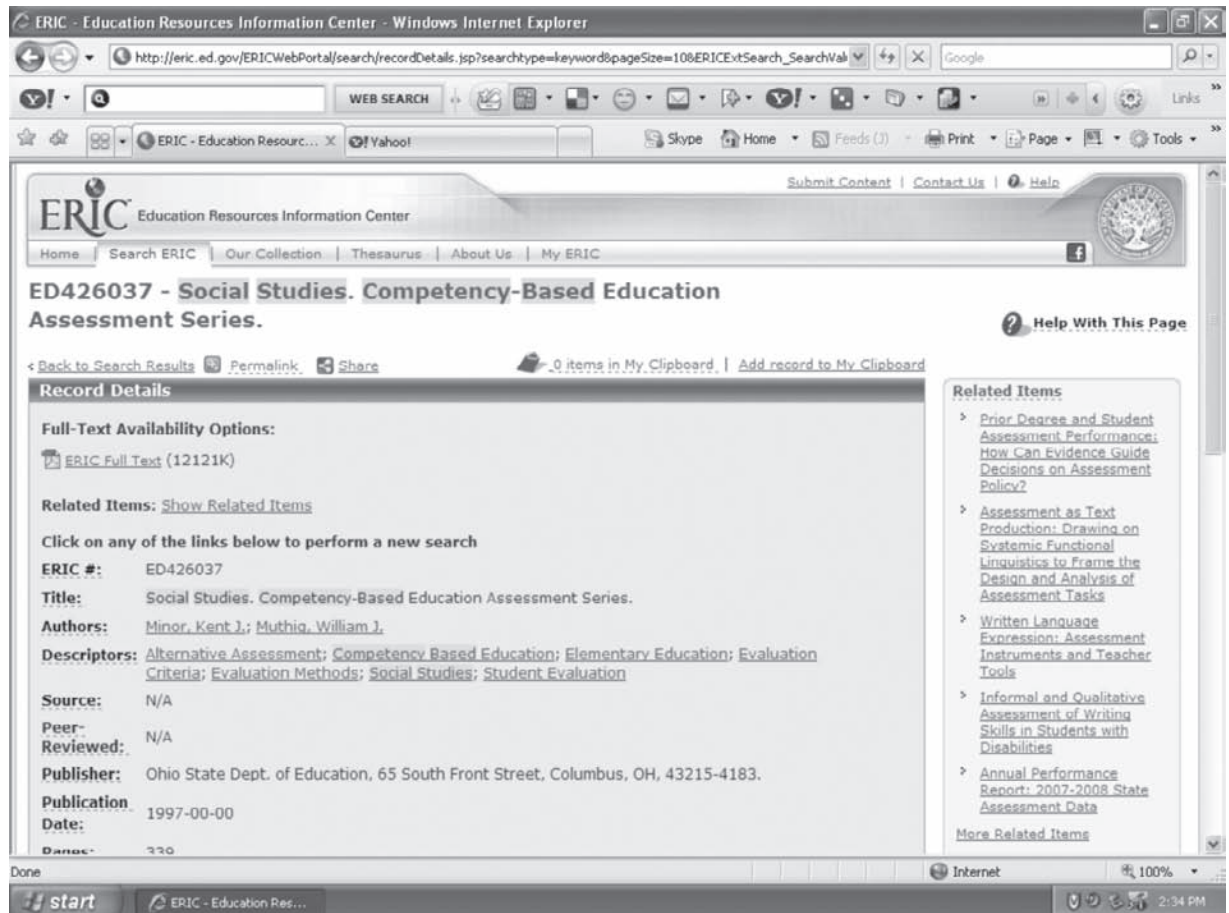 ERIC - Education Resources Information Center - Windows Internet Explorer
http://eric.ed.gov/ERICWebPortal/search/recordDetails.jsp?searchtype=keyword&pageSize=10&ERICExtSearch_SearchVal
Google
WEB SEARCH
Links
ERIC - Education Resourc...
Yahoo!
Skype Home Feeds (J) Print Page Tools
Submit Content | Contact Us | Help
ERIC Education Resources Information Center
Home | Search ERIC | Our Collection | Thesaurus | About Us | My ERIC
ED426037 - Social Studies. Competency-Based Education
Assessment Series.
Help With This Page
< Back to Search Results Permalink Share 0 items in My Clipboard | Add record to My Clipboard
Record Details
Full-Text Availability Options:
ERIC Full Text (12121K)
Related Items: Show Related Items
Click on any of the links below to perform a new search
ERIC #: ED426037
Title: Social Studies. Competency-Based Education Assessment Series.
Authors: Minor, Kent J.; Muthig, William J.
Descriptors: Alternative Assessment; Competency Based Education; Elementary Education; Evaluation
Criteria; Evaluation Methods; Social Studies; Student Evaluation
Source: N/A
Peer-
Reviewed: N/A
Publisher: Ohio State Dept. of Education, 65 South Front Street, Columbus, OH, 43215-4183.
Publication
Date: 1997-00-00
Pages: 339
Related Items
Prior Degree and Student
Assessment Performance:
How Can Evidence Guide
Decisions on Assessment
Policy?
Assessment as Text
Production: Drawing on
Systemic Functional
Linguistics to Frame the
Design and Analysis of
Assessment Tasks
Written Language
Expression: Assessment
Instruments and Teacher
Tools
Informal and Qualitative
Assessment of Writing
Skills in Students with
Disabilities
Annual Performance
Report: 2007-2008 State
Assessment Data
More Related Items
Done
Internet
100%
start
ERIC - Education Res...
2:34 PM